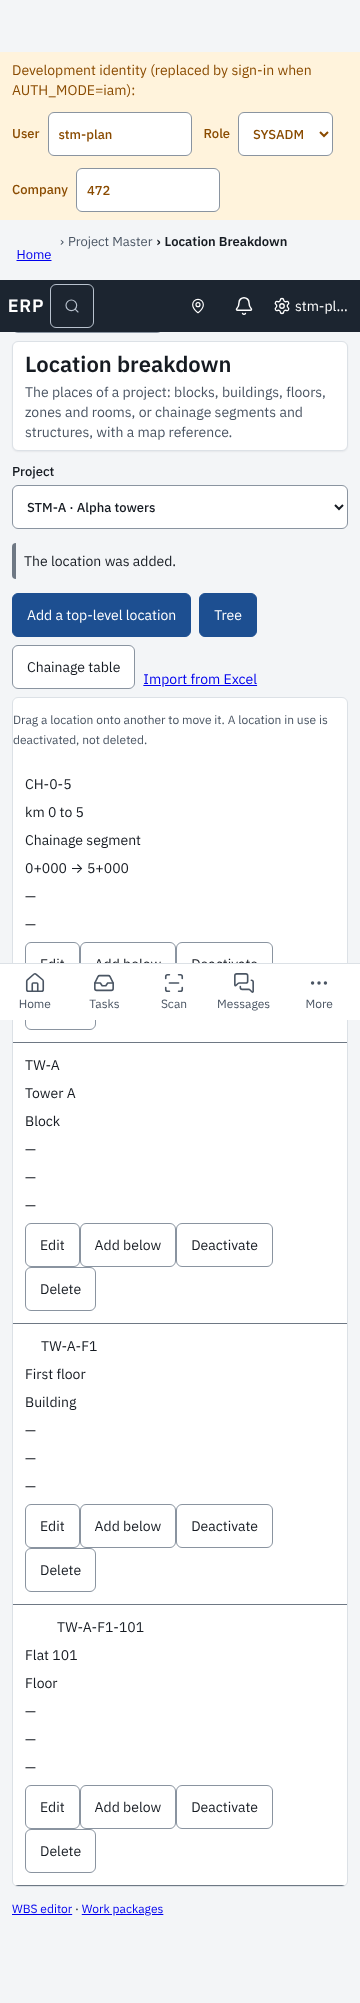 Development identity (replaced by sign-in when
AUTH_MODE=iam):
User stm-plan Role SYSADM
Company 472
› Project Master › Location Breakdown
Home
ERP stm-pl...
Location breakdown
The places of a project: blocks, buildings, floors,
zones and rooms, or chainage segments and
structures, with a map reference.
Project
STM-A · Alpha towers
The location was added.
Add a top-level location Tree
Chainage table Import from Excel
Drag a location onto another to move it. A location in use is
deactivated, not deleted.
CH-0-5
km 0 to 5
Chainage segment
0+000 → 5+000
—
—
Edit Add below Deactivate
Home Tasks Scan Messages More
TW-A
Tower A
Block
—
—
—
Edit Add below Deactivate
Delete
TW-A-F1
First floor
Building
—
—
—
Edit Add below Deactivate
Delete
TW-A-F1-101
Flat 101
Floor
—
—
—
Edit Add below Deactivate
Delete
WBS editor · Work packages